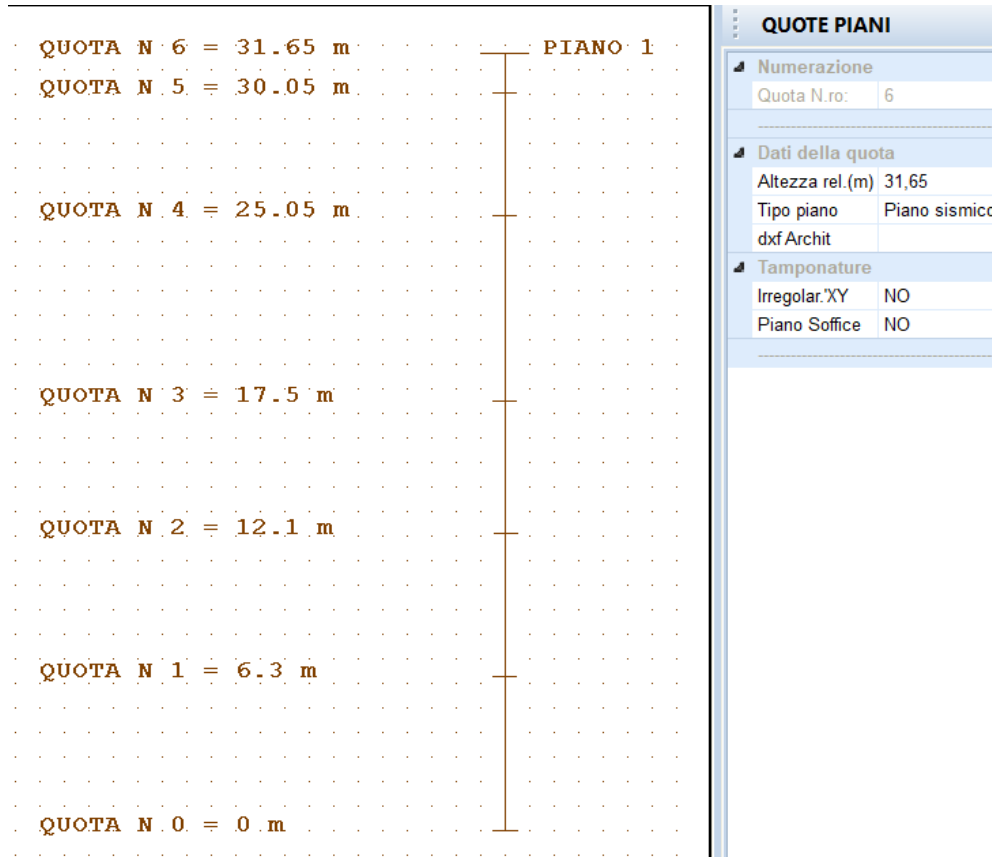 QUOTA N 6 = 31.65 m PIANO 1
QUOTA N 5 = 30.05 m
QUOTA N 4 = 25.05 m
QUOTA N 3 = 17.5 m
QUOTA N 2 = 12.1 m
QUOTA N 1 = 6.3 m
QUOTA N 0 = 0 m
QUOTE PIANI
Numerazione
Quota N.ro: 6
Dati della quota
Altezza rel.(m) 31,65
Tipo piano Piano sismico
dxf Archit
Tamponature
Irregolar.'XY NO
Piano Soffice NO